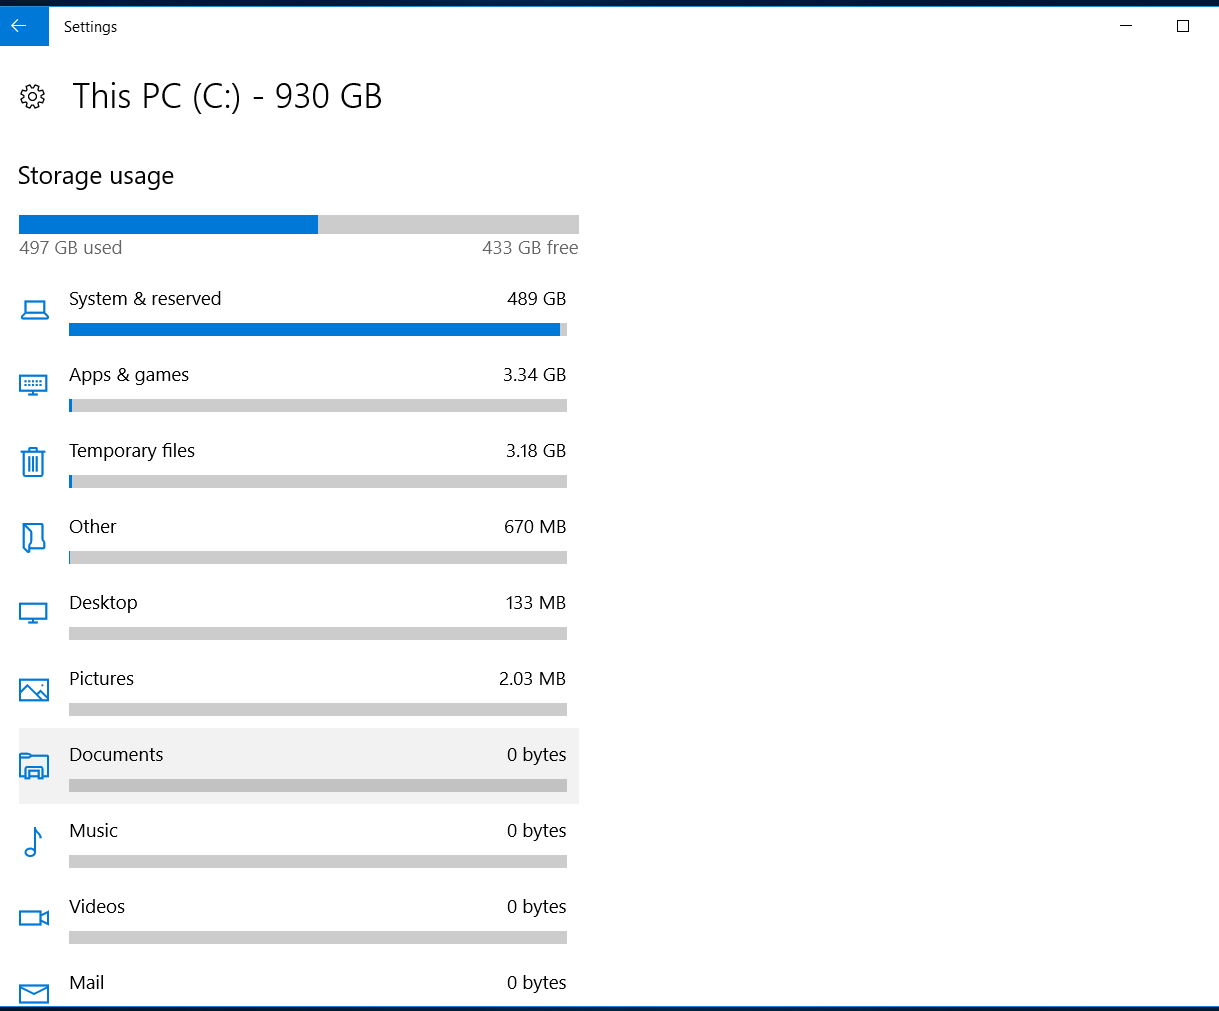 Settings
This PC (C:) - 930 GB
Storage usage
497 GB used 433 GB free
System & reserved 489 GB
Apps & games 3.34 GB
Temporary files 3.18 GB
Other 670 MB
Desktop 133 MB
Pictures 2.03 MB
Documents 0 bytes
Music 0 bytes
Videos 0 bytes
Mail 0 bytes